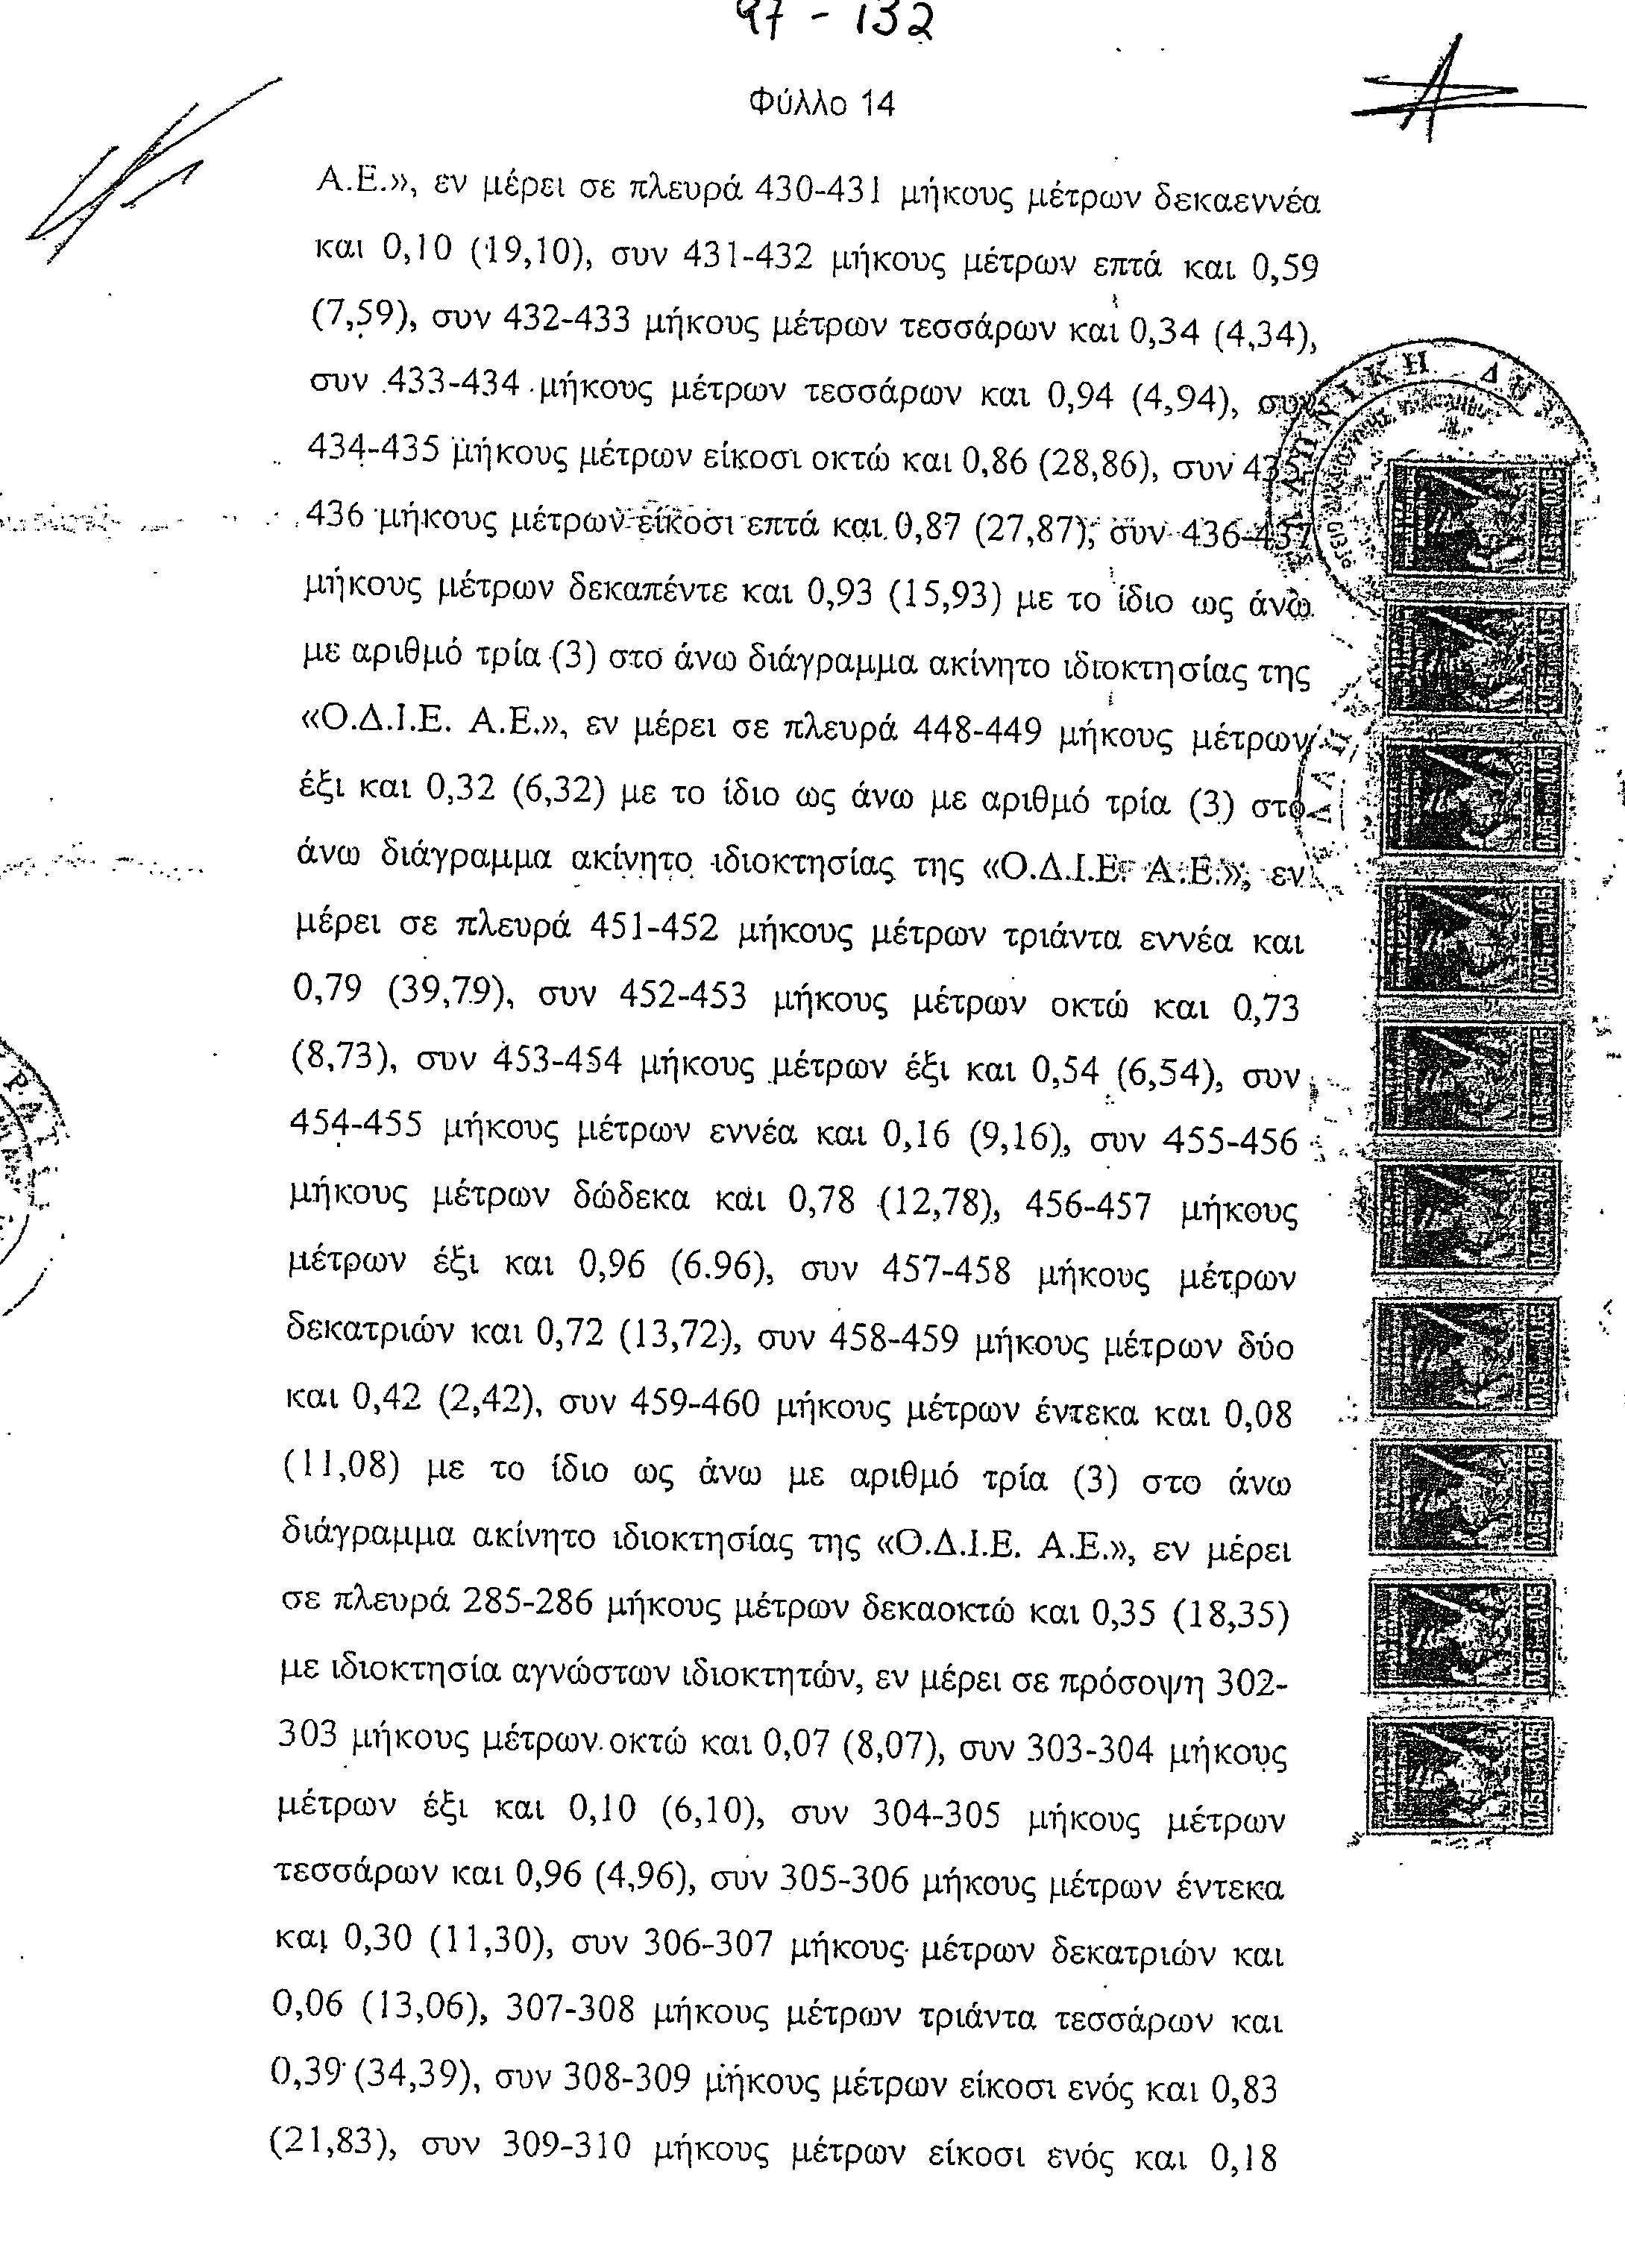 97 - 132
Φύλλο 14
Α.Ε.», εν μέρει σε πλευρά 430-431 μήκους μέτρων δεκαεννέα
και 0,10 (19,10), συν 431-432 μήκους μέτρων επτά και 0,59
(7,59), συν 432-433 μήκους μέτρων τεσσάρων και 0,34 (4,34),
συν 433-434 μήκους μέτρων τεσσάρων και 0,94 (4,94), συν
434-435 μήκους μέτρων είκοσι οκτώ και 0,86 (28,86), συν 435-
436 μήκους μέτρων είκοσι επτά και 0,87 (27,87), συν 436-437
μήκους μέτρων δεκαπέντε και 0,93 (15,93) με το ίδιο ως άνω
με αριθμό τρία (3) στο άνω διάγραμμα ακίνητο ιδιοκτησίας της
«Ο.Δ.Ι.Ε. Α.Ε.», εν μέρει σε πλευρά 448-449 μήκους μέτρων
έξι και 0,32 (6,32) με το ίδιο ως άνω με αριθμό τρία (3) στο
άνω διάγραμμα ακίνητο ιδιοκτησίας της «Ο.Δ.Ι.Ε. Α.Ε.», εν
μέρει σε πλευρά 451-452 μήκους μέτρων τριάντα εννέα και
0,79 (39,79), συν 452-453 μήκους μέτρων οκτώ και 0,73
(8,73), συν 453-454 μήκους μέτρων έξι και 0,54 (6,54), συν
454-455 μήκους μέτρων εννέα και 0,16 (9,16), συν 455-456
μήκους μέτρων δώδεκα και 0,78 (12,78), 456-457 μήκους
μέτρων έξι και 0,96 (6.96), συν 457-458 μήκους μέτρων
δεκατριών και 0,72 (13,72), συν 458-459 μήκους μέτρων δύο
και 0,42 (2,42), συν 459-460 μήκους μέτρων έντεκα και 0,08
(11,08) με το ίδιο ως άνω με αριθμό τρία (3) στο άνω
διάγραμμα ακίνητο ιδιοκτησίας της «Ο.Δ.Ι.Ε. Α.Ε.», εν μέρει
σε πλευρά 285-286 μήκους μέτρων δεκαοκτώ και 0,35 (18,35)
με ιδιοκτησία αγνώστων ιδιοκτητών, εν μέρει σε πρόσοψη 302-
303 μήκους μέτρων οκτώ και 0,07 (8,07), συν 303-304 μήκους
μέτρων έξι και 0,10 (6,10), συν 304-305 μήκους μέτρων
τεσσάρων και 0,96 (4,96), συν 305-306 μήκους μέτρων έντεκα
και 0,30 (11,30), συν 306-307 μήκους μέτρων δεκατριών και
0,06 (13,06), 307-308 μήκους μέτρων τριάντα τεσσάρων και
0,39 (34,39), συν 308-309 μήκους μέτρων είκοσι ενός και 0,83
(21,83), συν 309-310 μήκους μέτρων είκοσι ενός και 0,18